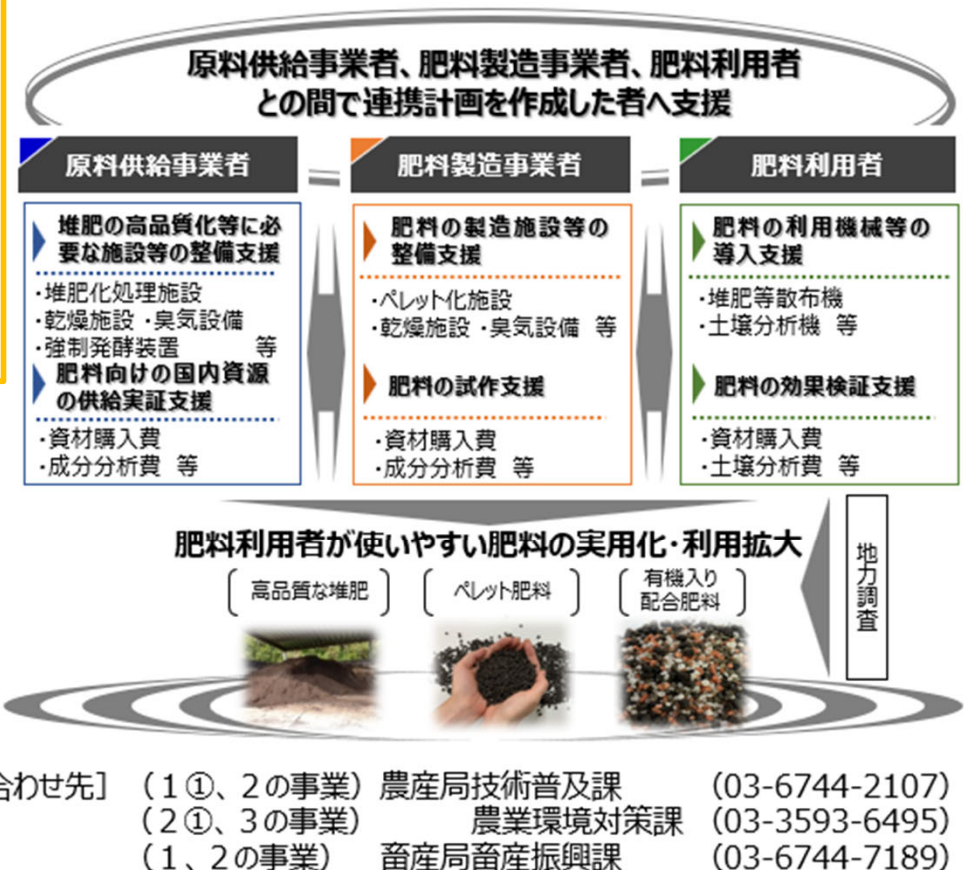 原料供給事業者、肥料製造事業者、肥料利用者
との間で連携計画を作成した者へ支援
原料供給事業者
堆肥の高品質化等に必
要な施設等の整備支援
・堆肥化処理施設
・乾燥施設・臭気設備
・強制発酵装置 等
肥料向けの国内資源
の供給実証支援
・資材購入費
・成分分析費 等
肥料製造事業者
肥料の製造施設等の
整備支援
・ペレット化施設
・乾燥施設・臭気設備 等
肥料の試作支援
・資材購入費
・成分分析費 等
肥料利用者
肥料の利用機械等の
導入支援
・堆肥等散布機
・土壌分析機 等
肥料の効果検証支援
・資材購入費
・土壌分析費 等
肥料利用者が使いやすい肥料の実用化・利用拡大
地力調査
高品質な堆肥
ペレット肥料
有機入り
配合肥料
合わせ先］ （１①、２の事業）農産局技術普及課 （03-6744-2107）
（２①、３の事業） 農業環境対策課 （03-3593-6495）
（１、２の事業） 畜産局畜産振興課 （03-6744-7189）